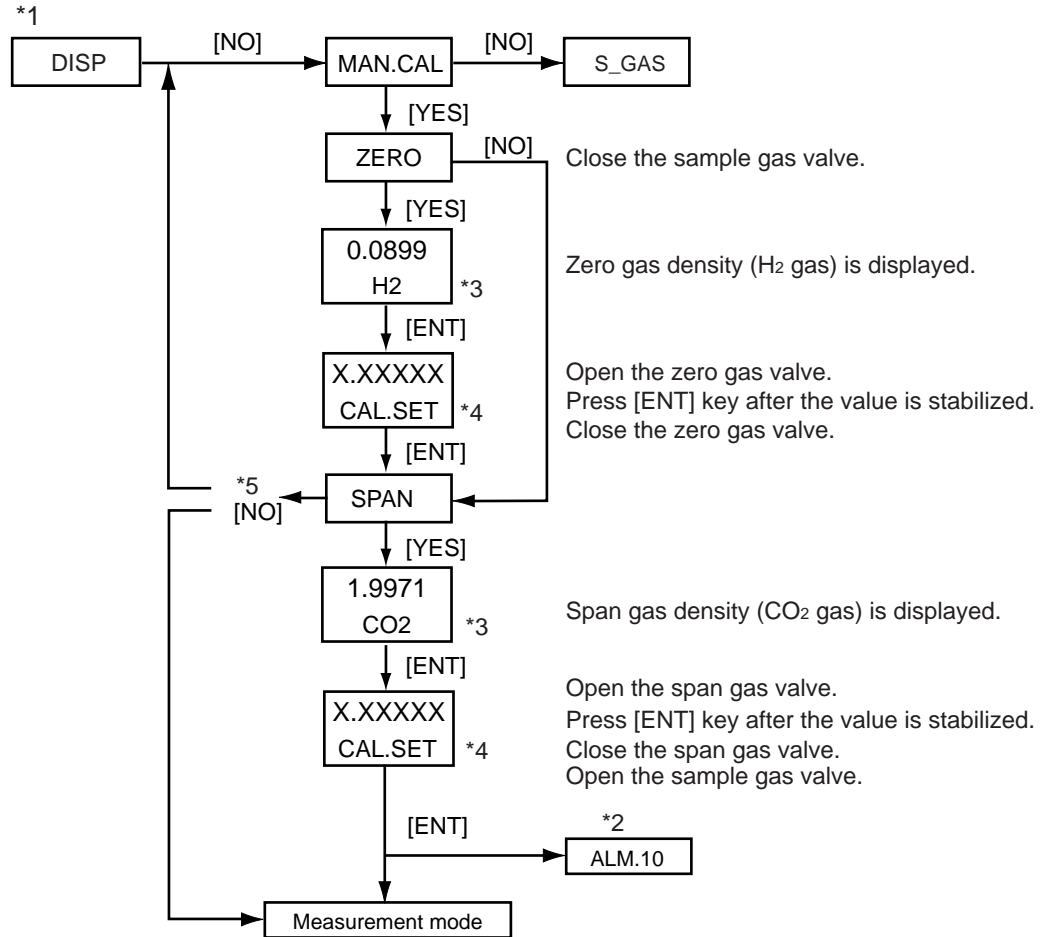 *1
[NO] [NO]
DISP MAN.CAL S_GAS
[YES]
ZERO [NO] Close the sample gas valve.
[YES]
0.0899
H2 *3 Zero gas density (H2 gas) is displayed.
[ENT]
X.XXXXX Open the zero gas valve.
CAL.SET *4 Press [ENT] key after the value is stabilized.
Close the zero gas valve.
[ENT]
*5
[NO] SPAN
[YES]
1.9971
CO2 *3 Span gas density (CO2 gas) is displayed.
[ENT]
Open the span gas valve.
X.XXXXX Press [ENT] key after the value is stabilized.
CAL.SET *4 Close the span gas valve.
Open the sample gas valve.
[ENT] *2
ALM.10
Measurement mode